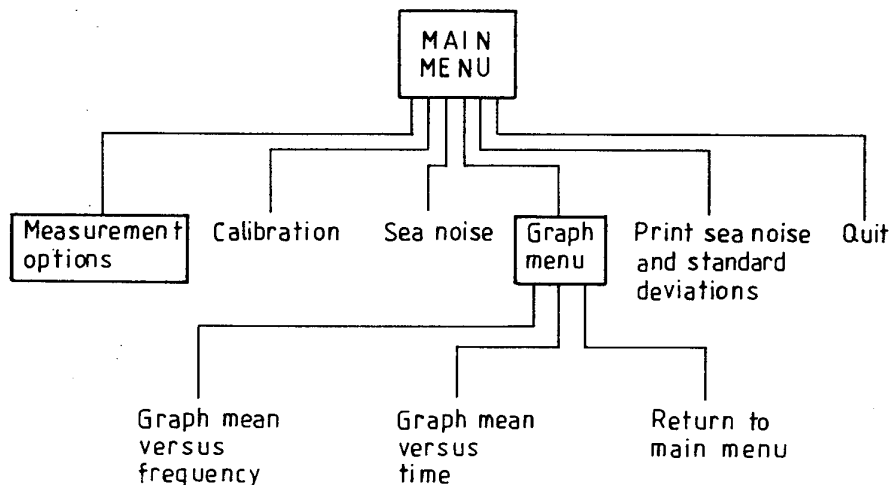 MAIN
MENU
Measurement
options
Calibration
Sea noise
Graph
menu
Print sea noise
and standard
deviations
Quit
Graph mean
versus
frequency
Graph mean
versus
time
Return to
main menu